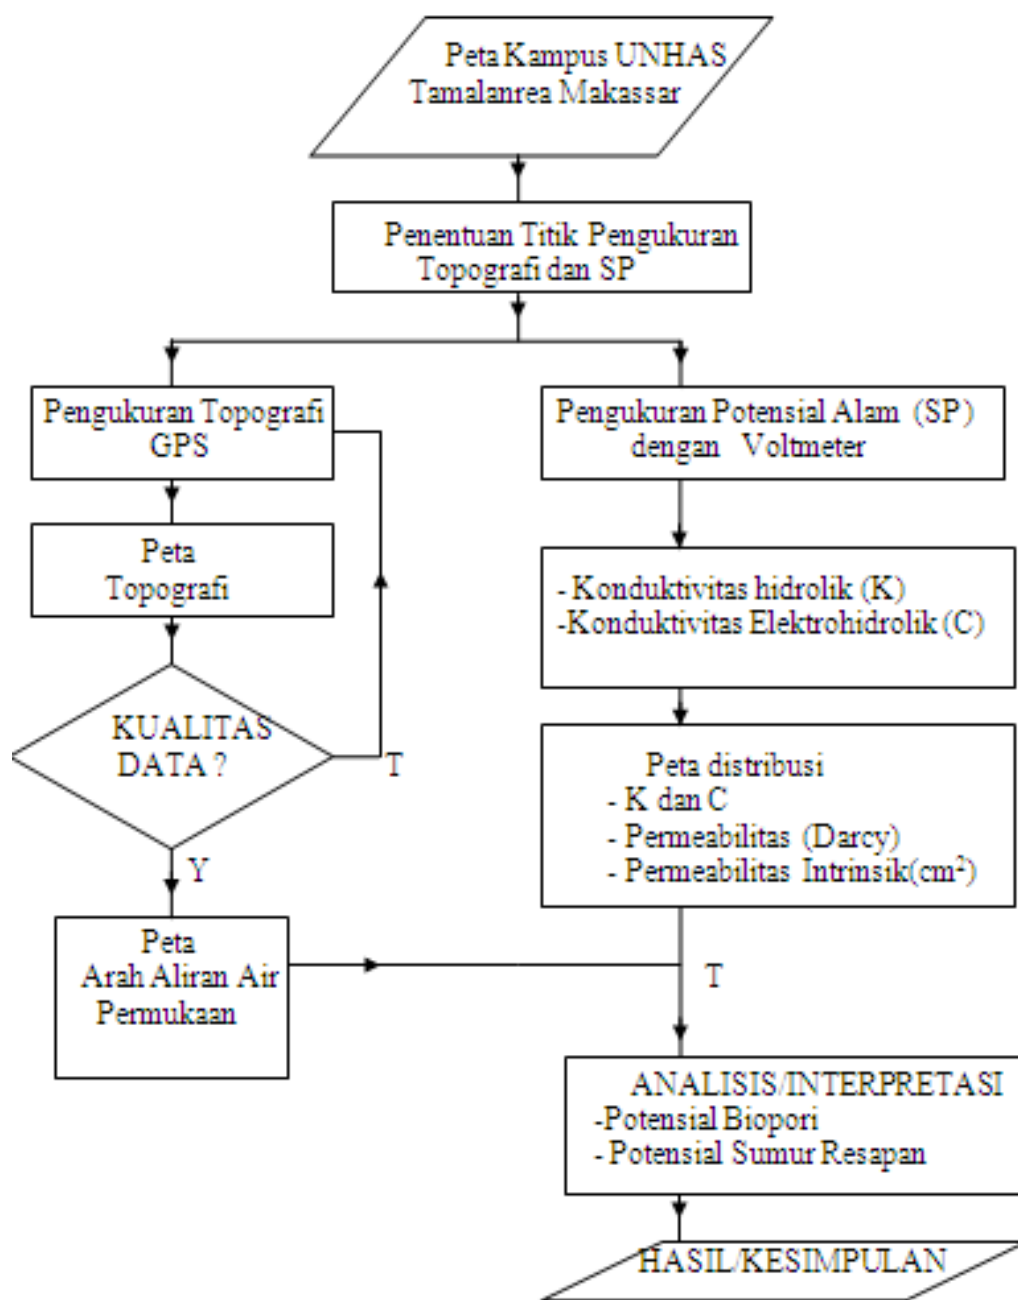 Peta Kampus UNHAS
Tamalanrea Makassar
Penentuan Titik Pengukuran
Topografi dan SP
Pengukuran Topografi
GPS
Pengukuran Potensial Alam (SP)
dengan Voltmeter
Peta
Topografi
- Konduktivitas hidrolik (K)
-Konduktivitas Elektrohidrolik (C)
KUALITAS
DATA ?
T
Y
Peta distribusi
- K dan C
- Permeabilitas (Darcy)
- Permeabilitas Intrinsik(cm²)
Peta
Arah Aliran Air
Permukaan
T
ANALISIS/INTERPRETASI
-Potensial Biopori
- Potensial Sumur Resapan
HASIL/KESIMPULAN